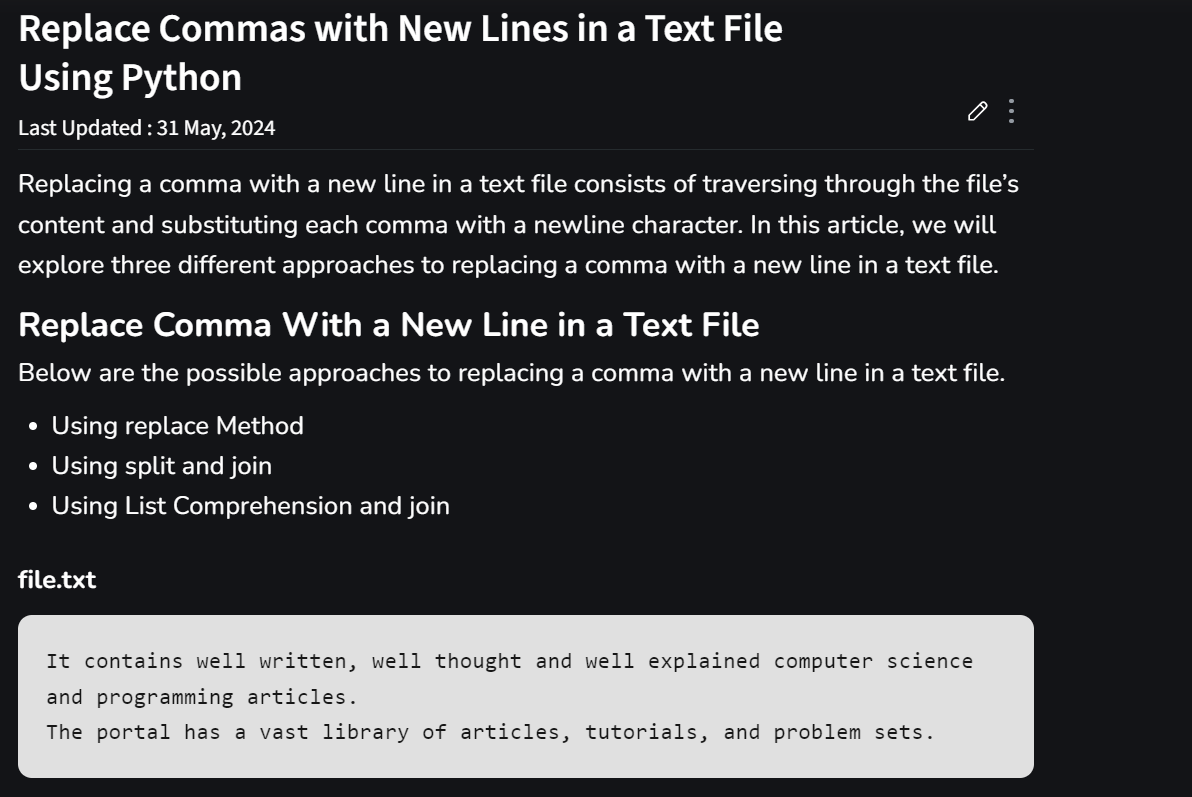 Replace Commas with New Lines in a Text File
Using Python
Last Updated : 31 May, 2024
Replacing a comma with a new line in a text file consists of traversing through the file’s
content and substituting each comma with a newline character. In this article, we will
explore three different approaches to replacing a comma with a new line in a text file.
Replace Comma With a New Line in a Text File
Below are the possible approaches to replacing a comma with a new line in a text file.
• Using replace Method
• Using split and join
• Using List Comprehension and join
file.txt
It contains well written, well thought and well explained computer science
and programming articles.
The portal has a vast library of articles, tutorials, and problem sets.